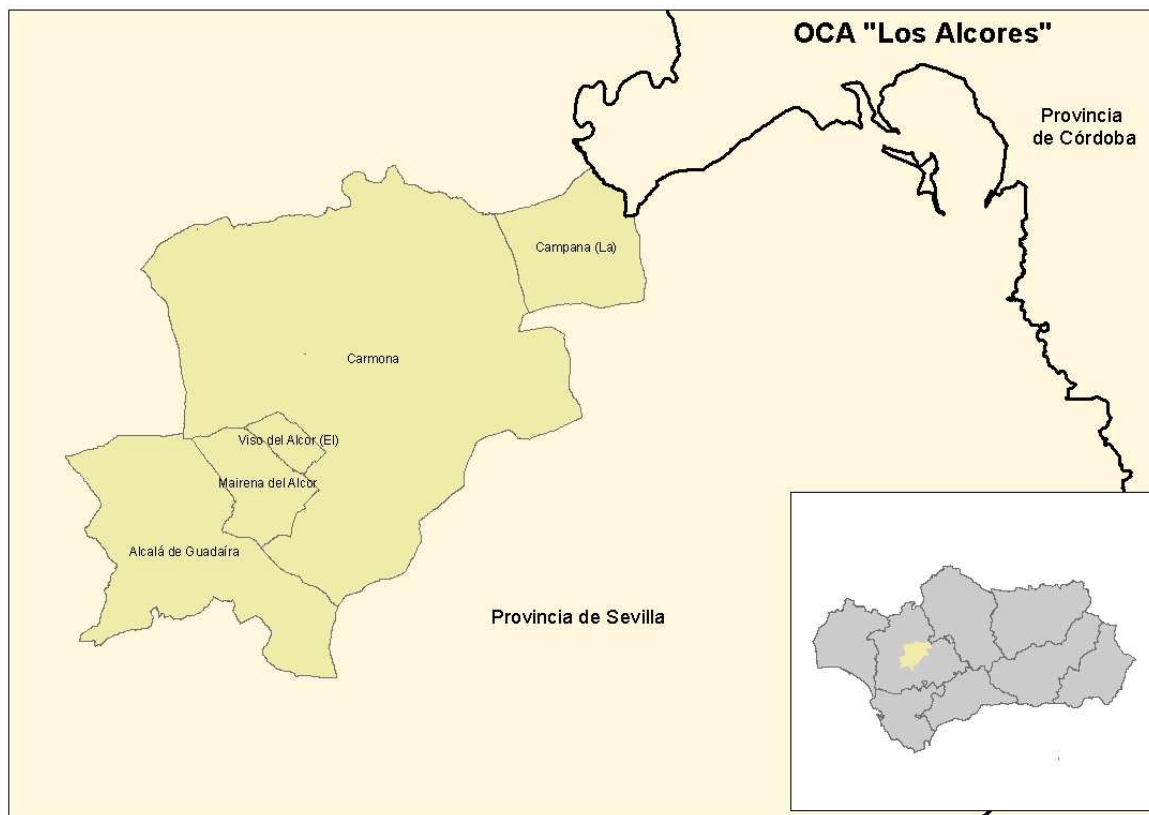 OCA "Los Alcores"
Provincia
de Córdoba
Campana (La)
Carmona
Viso del Alcor (El)
Mairena del Alcor
Alcalá de Guadaíra
Provincia de Sevilla